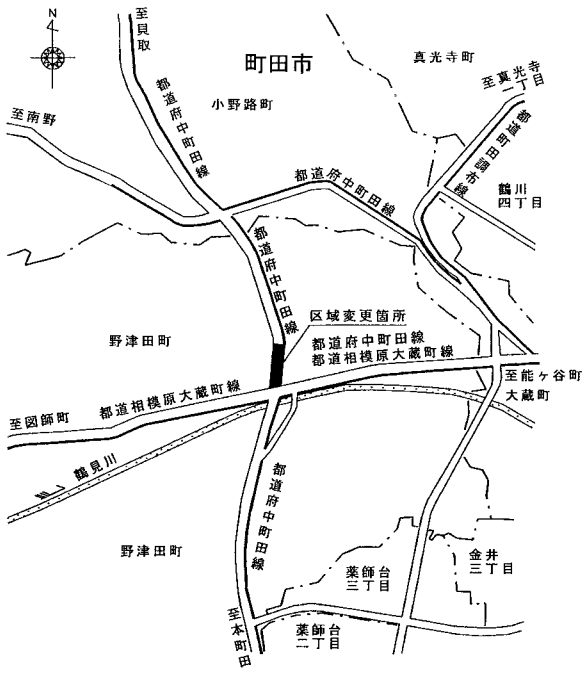 N
至貝取
町田市
真光寺町
至真光寺
二丁目
小野路町
都道府中町田線
至南野
都道町田調布線
都道府中町田線
鶴川
四丁目
都道府中町田線
区域変更箇所
野津田町
都道府中町田線
都道相模原大蔵町線
至能ヶ谷町
大蔵町
都道相模原大蔵町線
至図師町
鶴見川
都道府中町田線
野津田町
金井
三丁目
薬師台
三丁目
至本町田
薬師台
二丁目